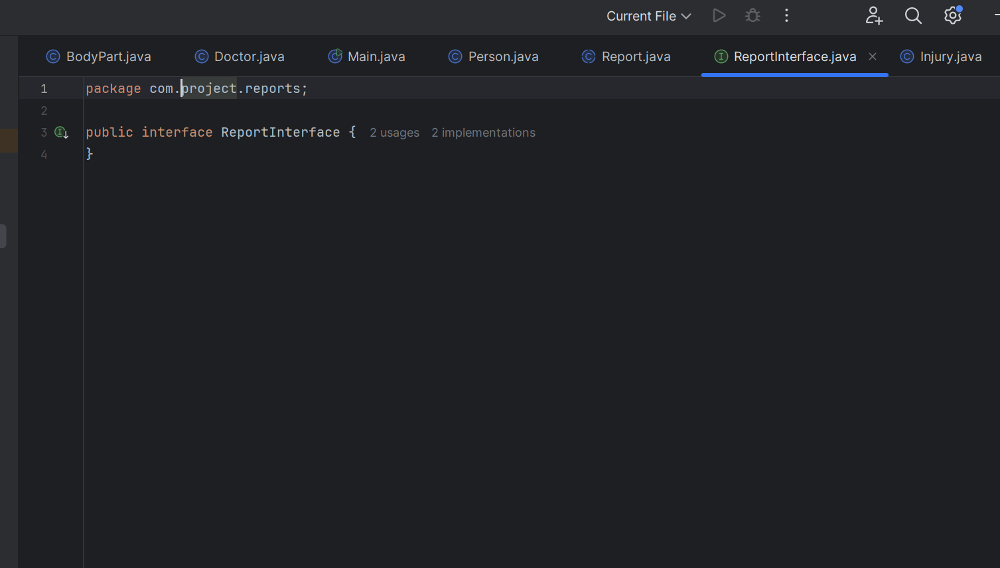 Current File
BodyPart.java Doctor.java Main.java Person.java Report.java ReportInterface.java Injury.java
1 package com.project.reports;
2
3 public interface ReportInterface { 2 usages 2 implementations
4 }